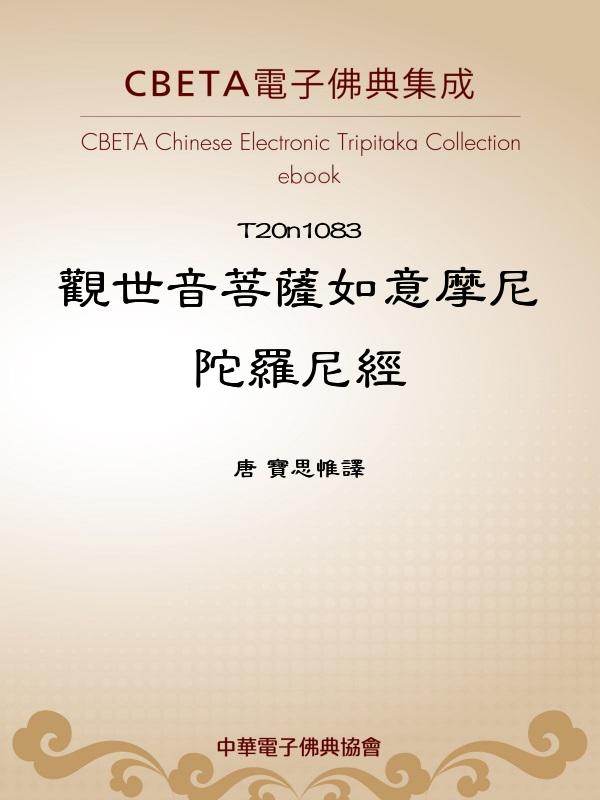 CBETA電子佛典集成
CBETA Chinese Electronic Tripitaka Collection
ebook
T20n1083
觀世音菩薩如意摩尼
陀羅尼經
唐 寶思惟譯
中華電子佛典協會